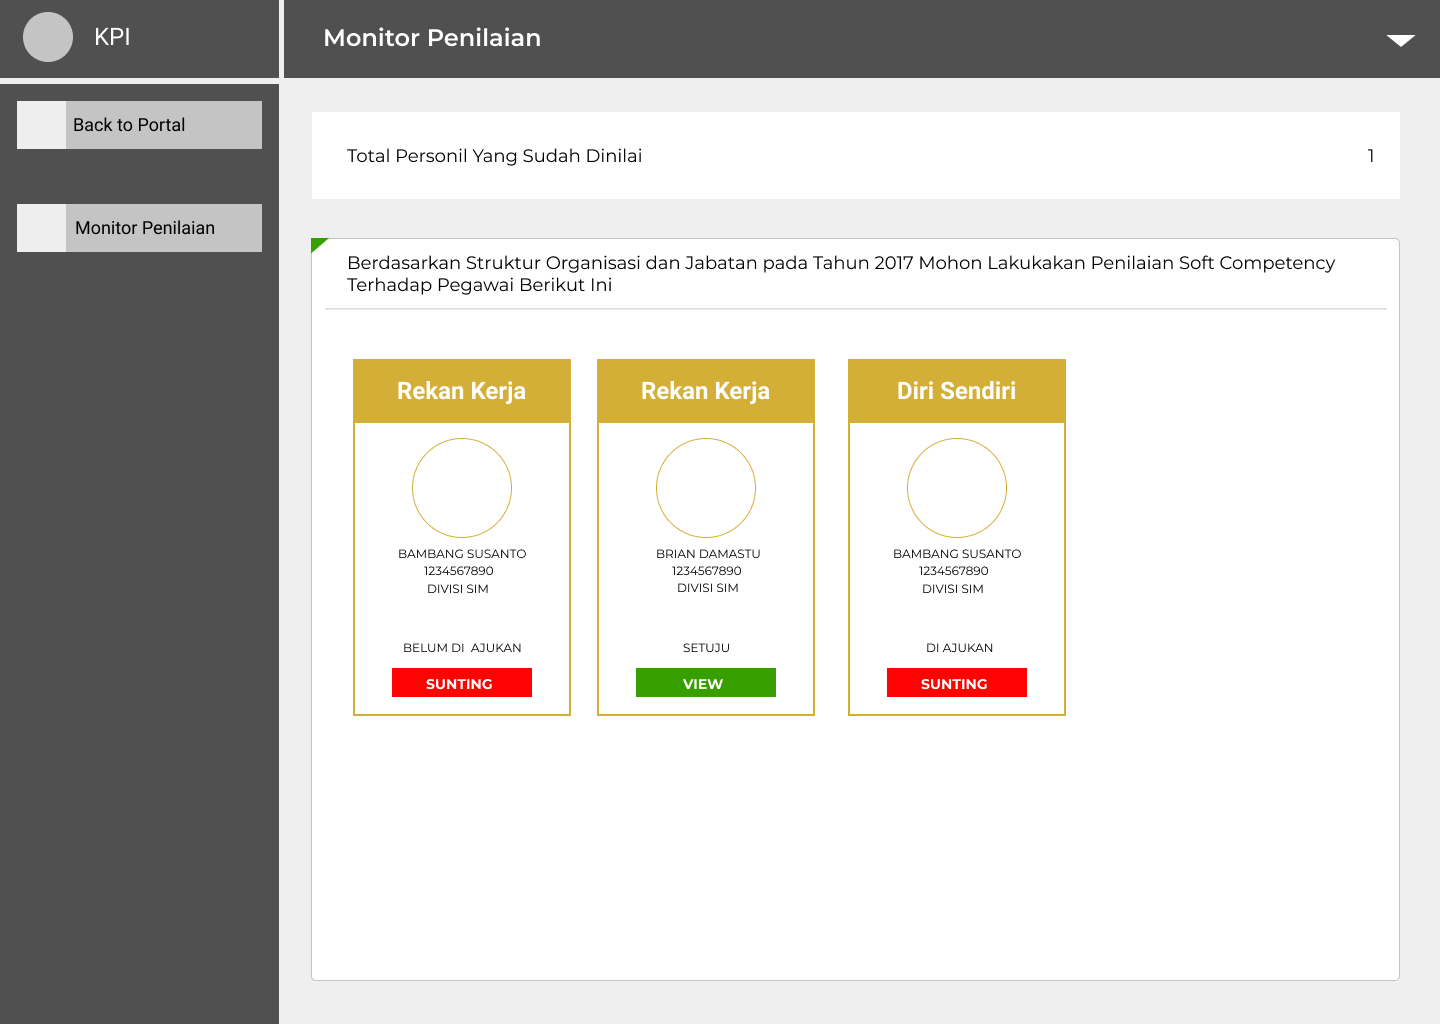 KPI
Monitor Penilaian
Back to Portal
Monitor Penilaian
Total Personil Yang Sudah Dinilai 1
Berdasarkan Struktur Organisasi dan Jabatan pada Tahun 2017 Mohon Lakukakan Penilaian Soft Competency
Terhadap Pegawai Berikut Ini
Rekan Kerja
BAMBANG SUSANTO
1234567890
DIVISI SIM
BELUM DI AJUKAN
SUNTING
Rekan Kerja
BRIAN DAMASTU
1234567890
DIVISI SIM
SETUJU
VIEW
Diri Sendiri
BAMBANG SUSANTO
1234567890
DIVISI SIM
DI AJUKAN
SUNTING